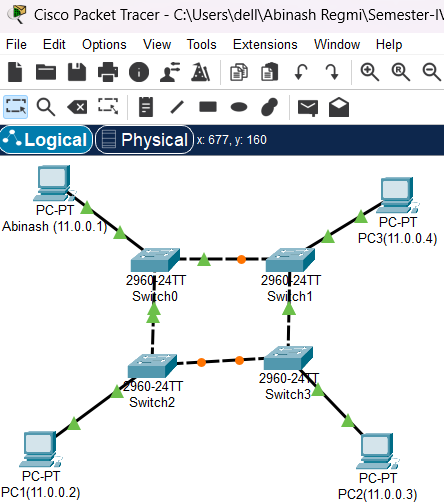 Cisco Packet Tracer - C:\Users\dell\Abinash Regmi\Semester-I\
File Edit Options View Tools Extensions Window Help
Logical Physical x: 677, y: 160
PC-PT
Abinash (11.0.0.1)
PC-PT
PC3(11.0.0.4)
2960-24TT
Switch0
2960-24TT
Switch1
2960-24TT
Switch2
2960-24TT
Switch3
PC-PT
PC1(11.0.0.2)
PC-PT
PC2(11.0.0.3)